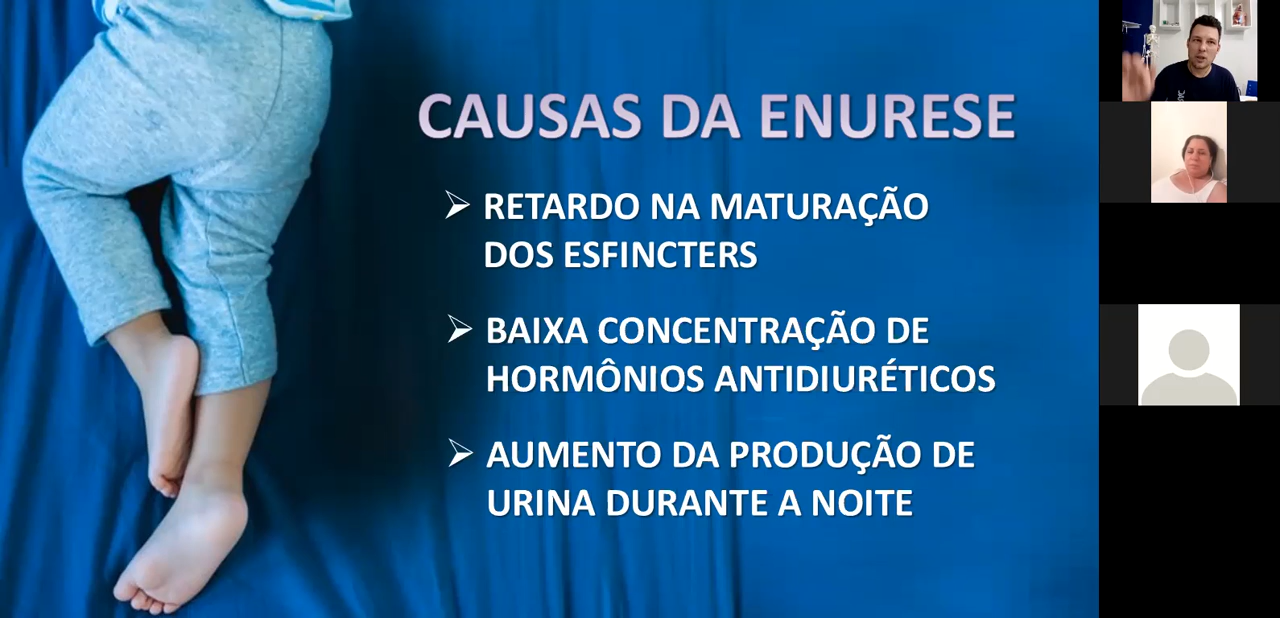 CAUSAS DA ENURESE
➢ RETARDO NA MATURAÇÃO
DOS ESFINCTERS
➢ BAIXA CONCENTRAÇÃO DE
HORMÔNIOS ANTIDIURÉTICOS
➢ AUMENTO DA PRODUÇÃO DE
URINA DURANTE A NOITE